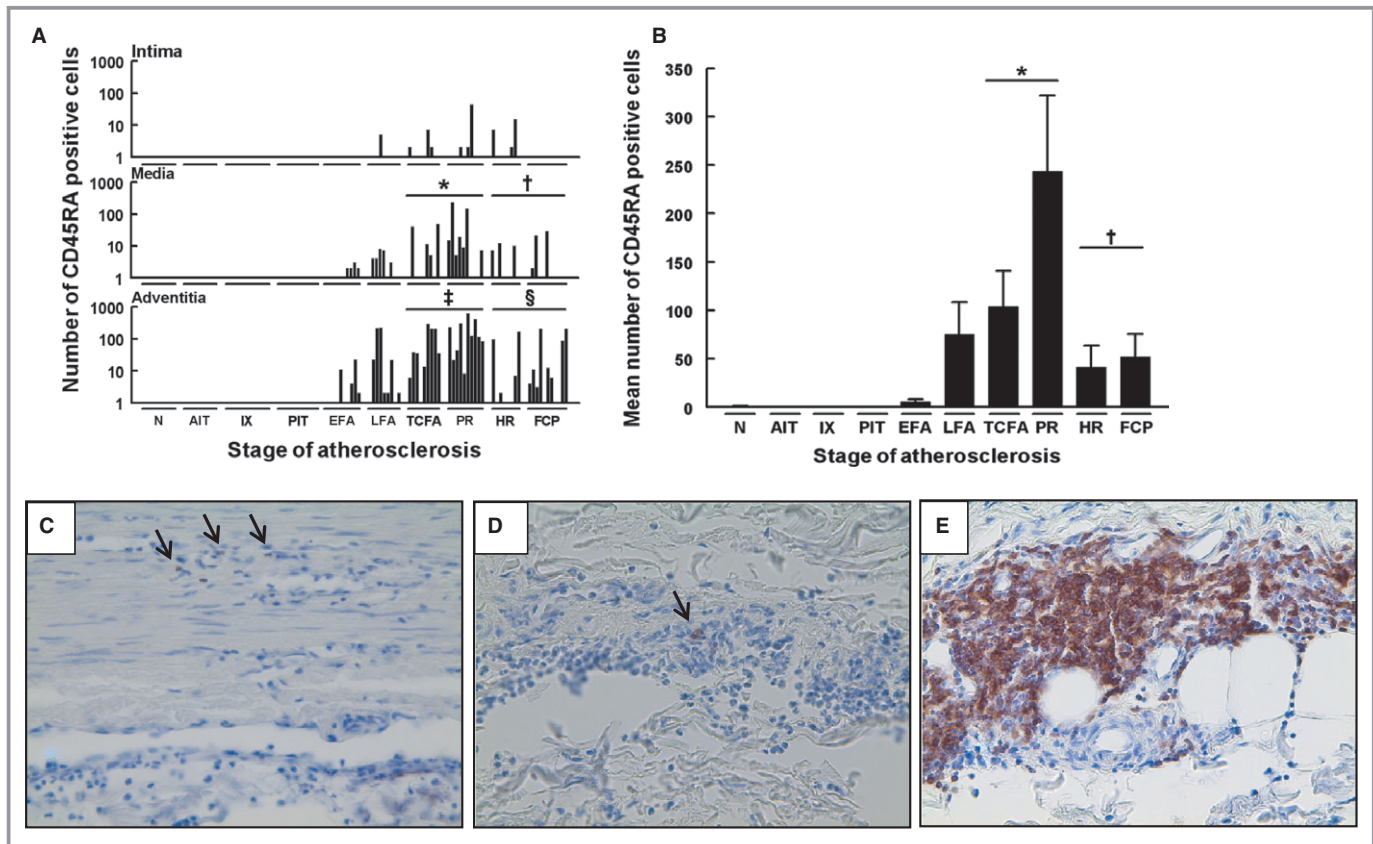 A
Number of CD45RA positive cells
Intima
1000
100
10
1
Media
1000
*
†
100
10
1
Adventitia
1000
‡
§
100
10
1
N AIT IX PIT EFA LFA TCFA PR HR FCP
Stage of atherosclerosis
B
Mean number of CD45RA positive cells
350
*
300
250
200
150
†
100
50
0
N AIT IX PIT EFA LFA TCFA PR HR FCP
Stage of atherosclerosis
C
D
E